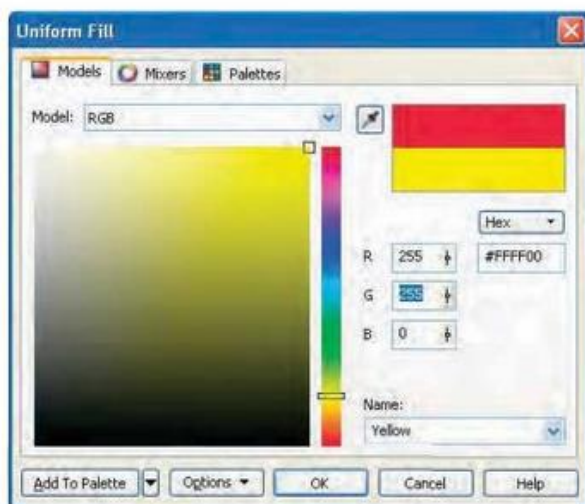 Uniform Fill
Models Mixers Palettes
Model: RGB
Hex
R 255 #FFFF00
G 255
B 0
Name:
Yellow
Add To Palette Options OK Cancel Help